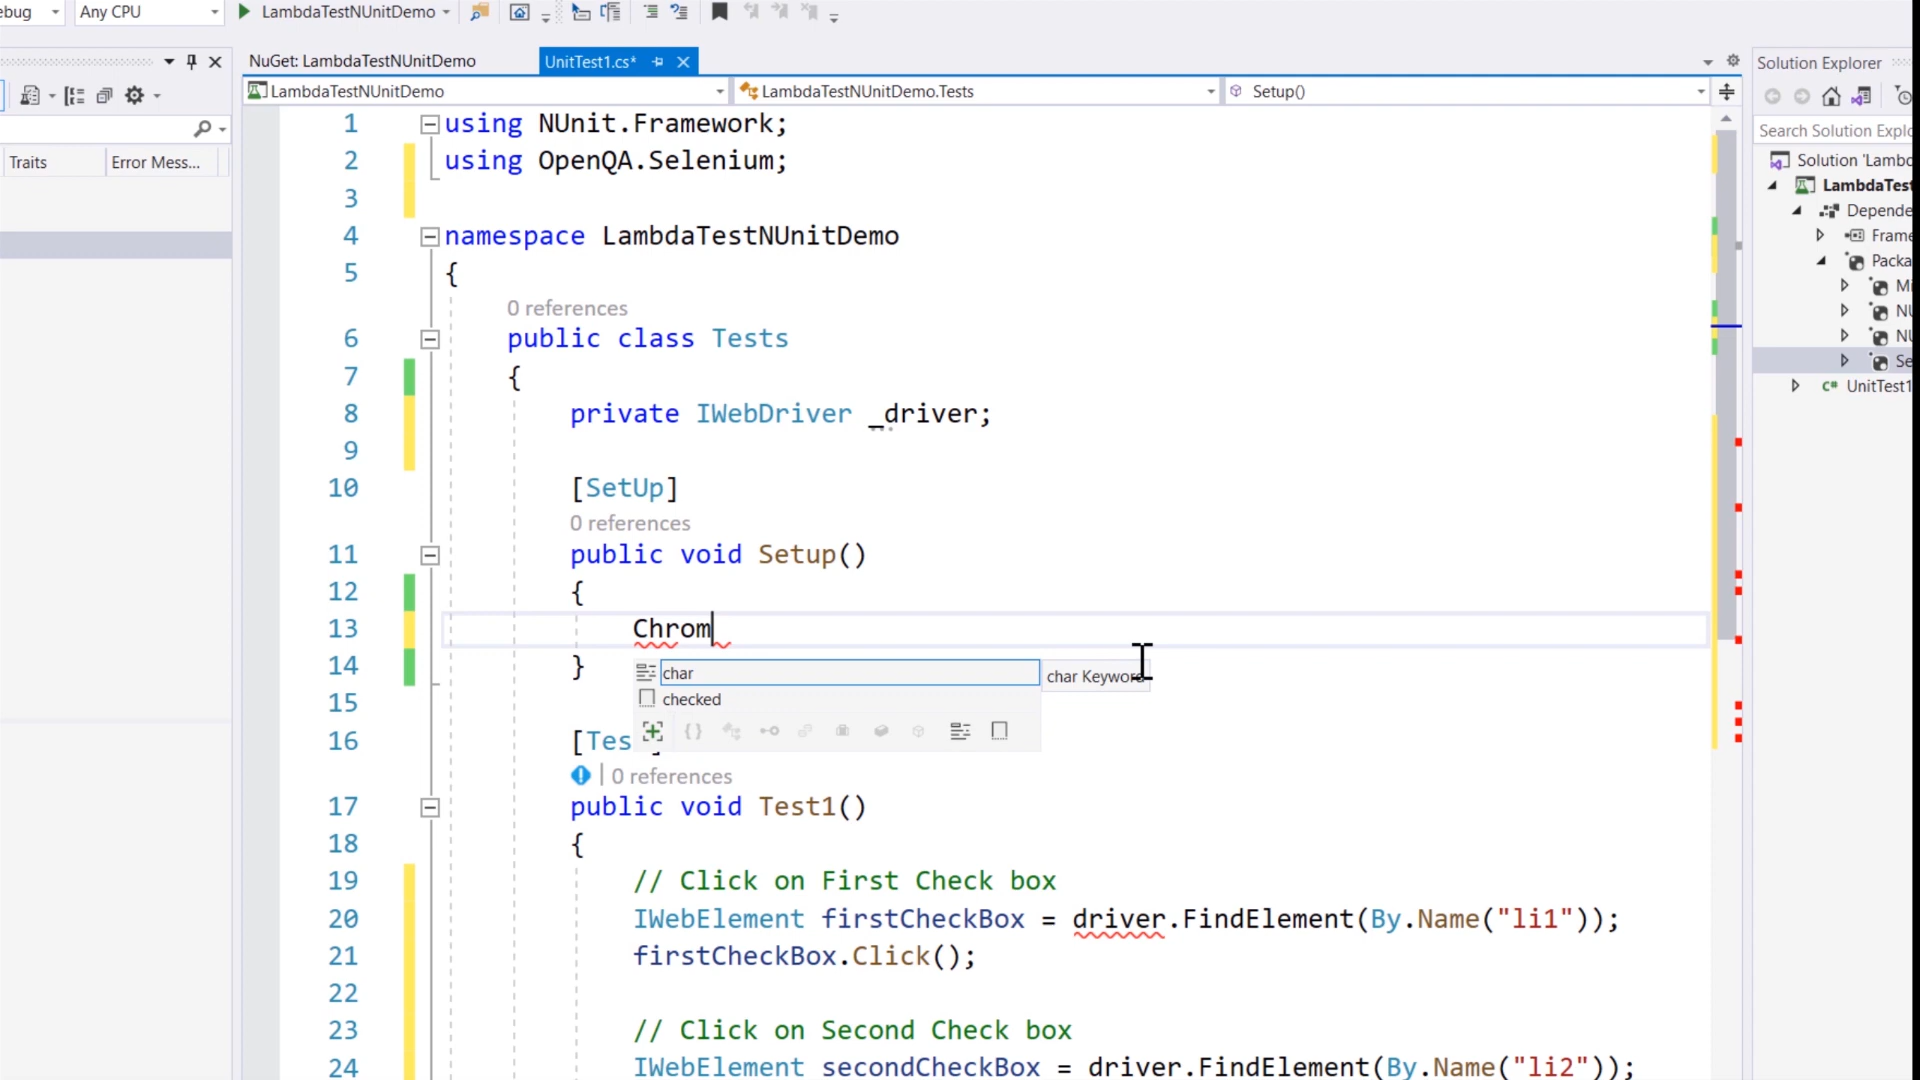 ebug
Any CPU
LambdaTestNUnitDemo
NuGet: LambdaTestNUnitDemo
UnitTest1.cs*
Solution Explorer
LambdaTestNUnitDemo
LambdaTestNUnitDemo.Tests
Setup()
Search Solution Explo
Traits
Error Mess...
Solution 'Lambd
LambdaTest
Depende
Frame
Packa
Mi
NU
NU
Se
C# UnitTest1
1 using NUnit.Framework;
2 using OpenQA.Selenium;
3
4 namespace LambdaTestNUnitDemo
5 {
0 references
6 public class Tests
7 {
8 private IWebDriver _driver;
9
10 [SetUp]
0 references
11 public void Setup()
12 {
13 Chrom
14 }
char
char Keyword
checked
15
16 [Tes
0 references
17 public void Test1()
18 {
19 // Click on First Check box
20 IWebElement firstCheckBox = driver.FindElement(By.Name("li1"));
21 firstCheckBox.Click();
22
23 // Click on Second Check box
24 IWebElement secondCheckBox = driver.FindElement(By.Name("li2"));